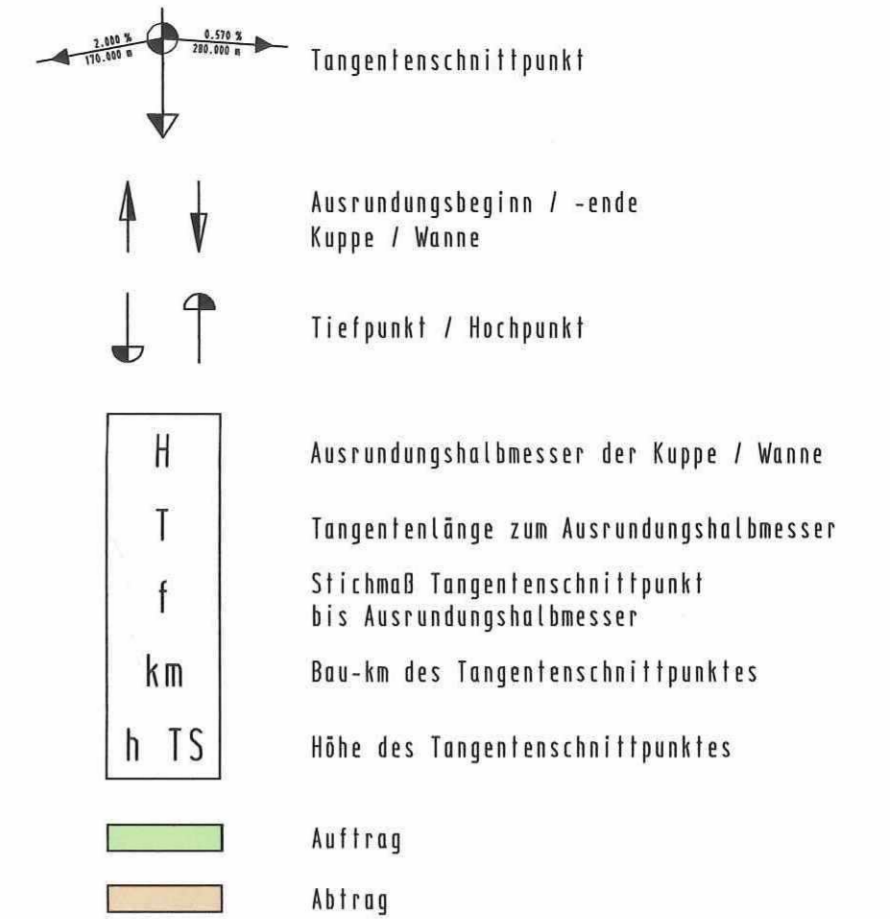 2.000 % 0.570 %
170.000 m 280.000 m
Tangentenschnittpunkt
Ausrundungsbeginn / -ende
Kuppe / Wanne
Tiefpunkt / Hochpunkt
H Ausrundungshalbmesser der Kuppe / Wanne
T Tangentenlänge zum Ausrundungshalbmesser
f Stichmaß Tangentenschnittpunkt
bis Ausrundungshalbmesser
km Bau-km des Tangentenschnittpunktes
h TS Höhe des Tangentenschnittpunktes
Auftrag
Abtrag